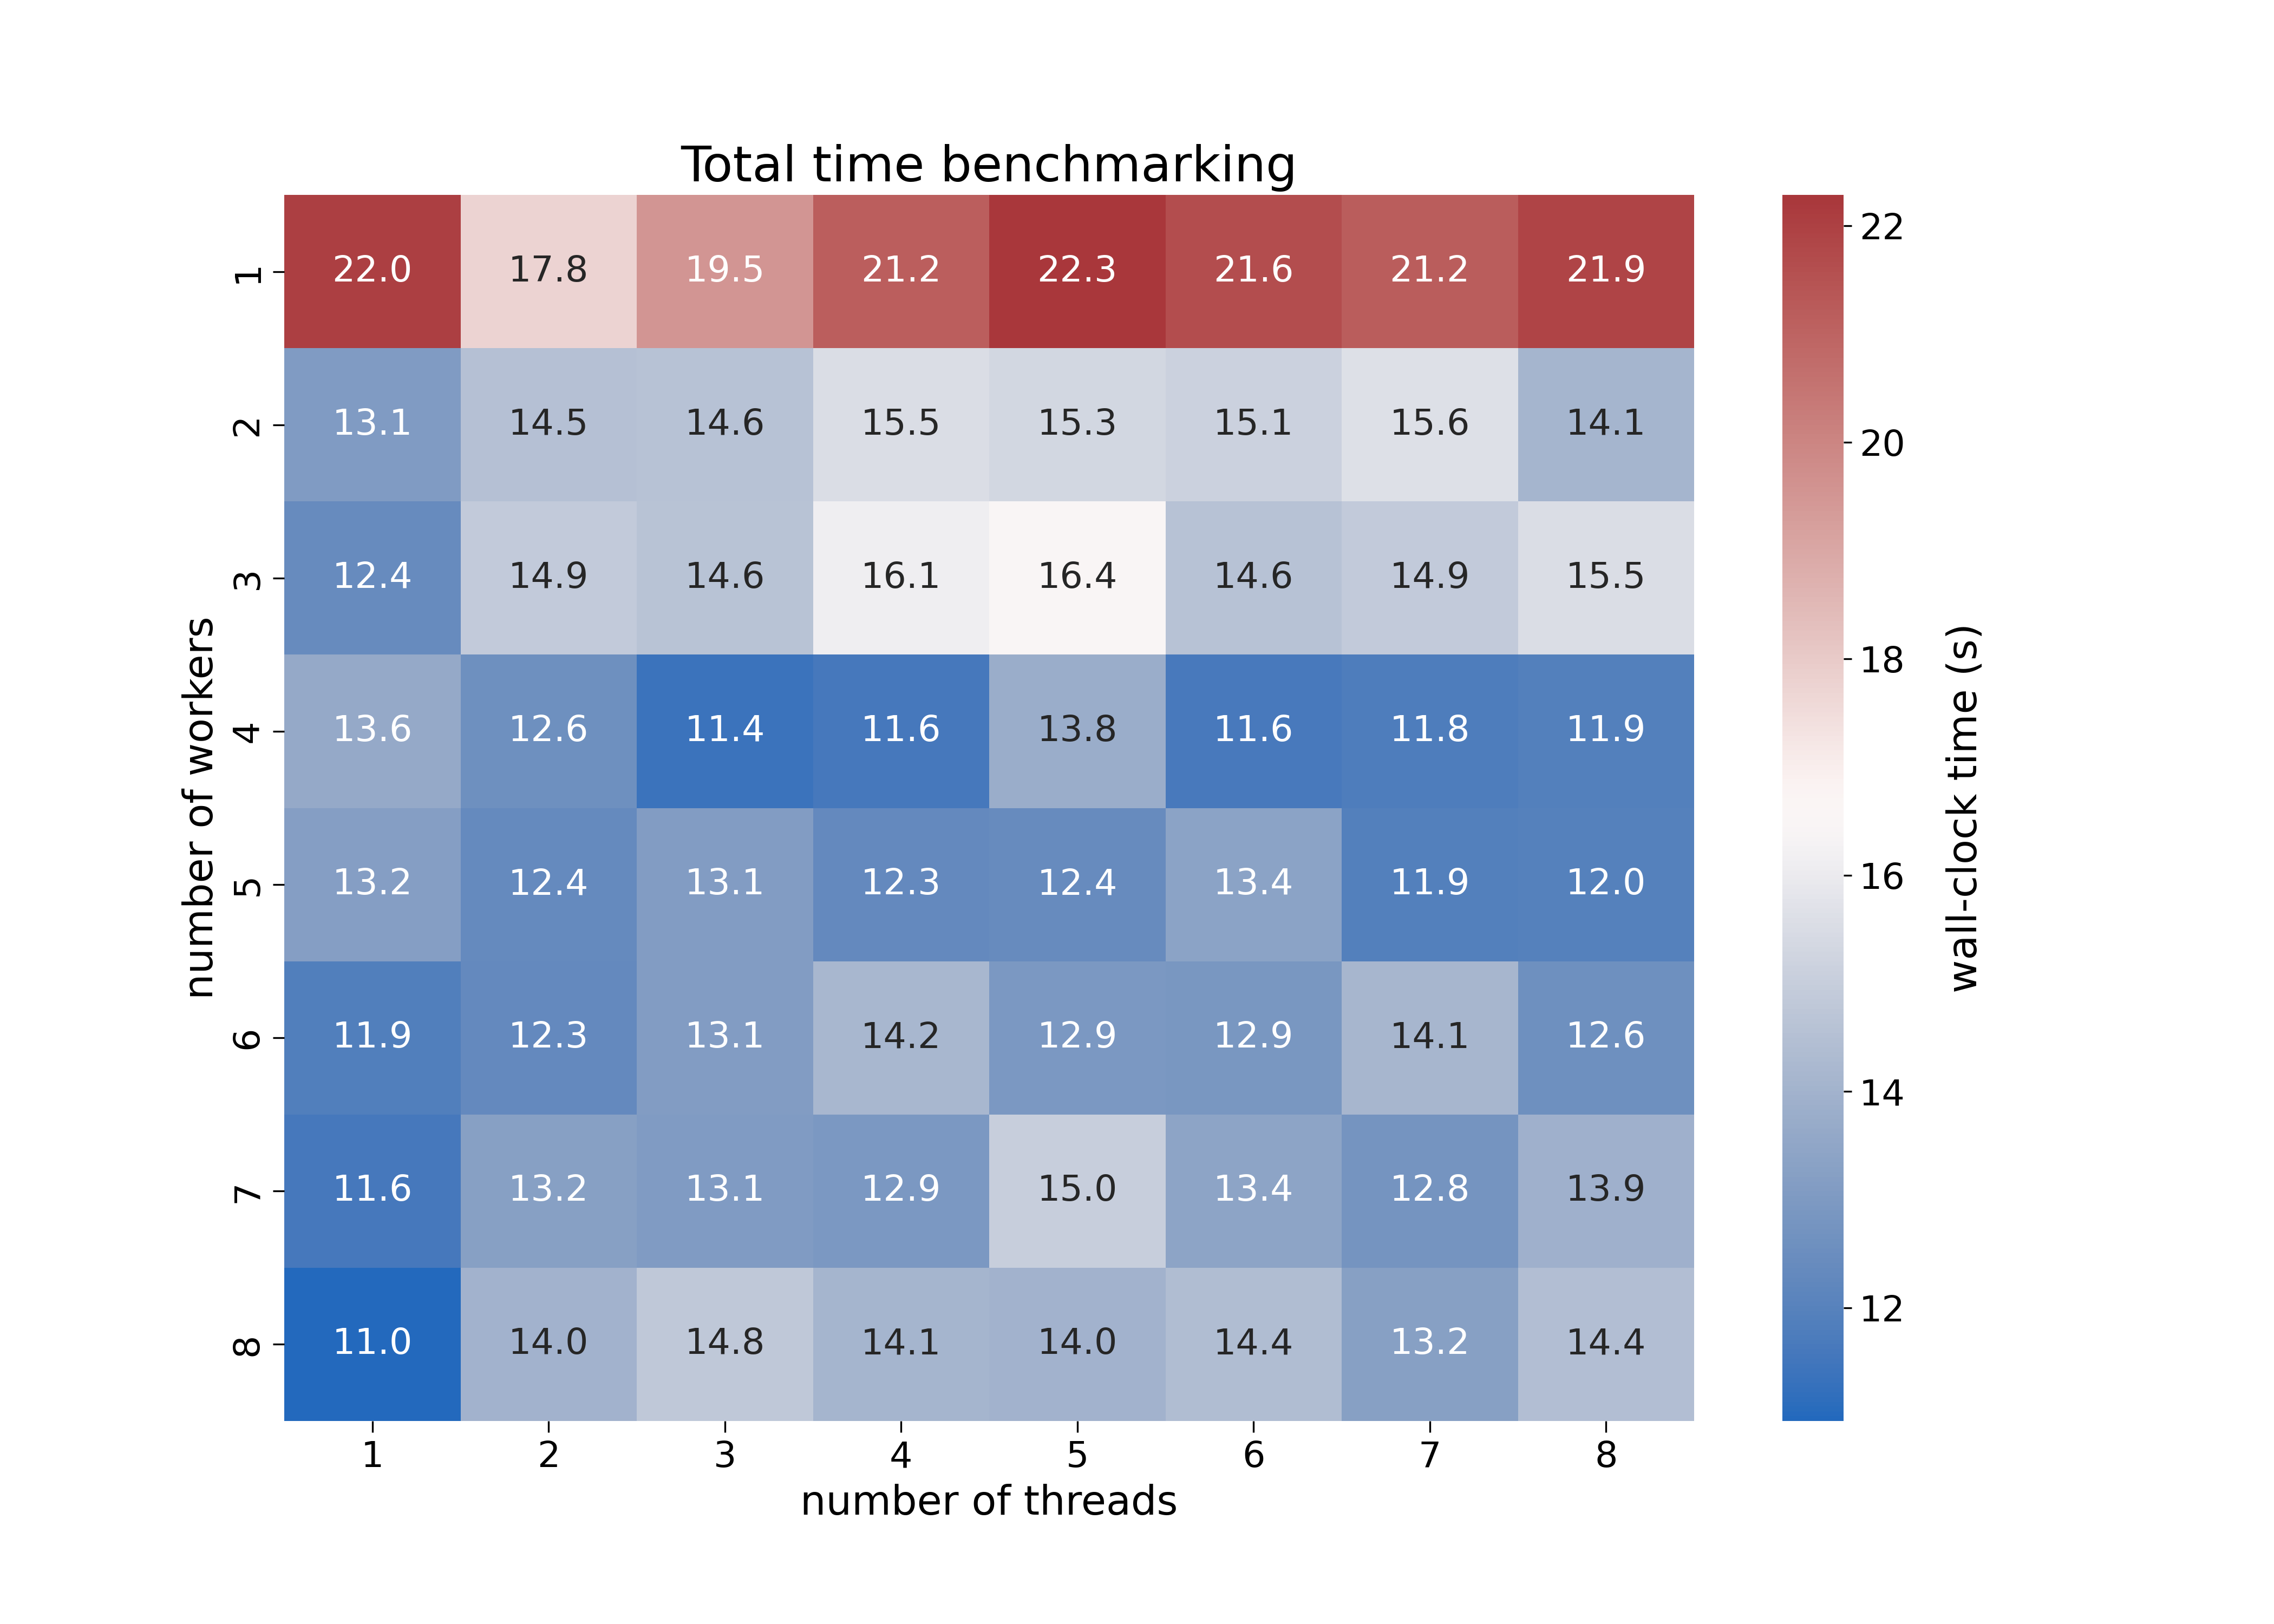 Total time benchmarking
1 22.0 17.8 19.5 21.2 22.3 21.6 21.2 21.9
2 13.1 14.5 14.6 15.5 15.3 15.1 15.6 14.1
3 12.4 14.9 14.6 16.1 16.4 14.6 14.9 15.5
4 13.6 12.6 11.4 11.6 13.8 11.6 11.8 11.9
5 13.2 12.4 13.1 12.3 12.4 13.4 11.9 12.0
6 11.9 12.3 13.1 14.2 12.9 12.9 14.1 12.6
7 11.6 13.2 13.1 12.9 15.0 13.4 12.8 13.9
8 11.0 14.0 14.8 14.1 14.0 14.4 13.2 14.4
1 2 3 4 5 6 7 8
number of threads
number of workers
22
20
18
16
14
12
wall-clock time (s)